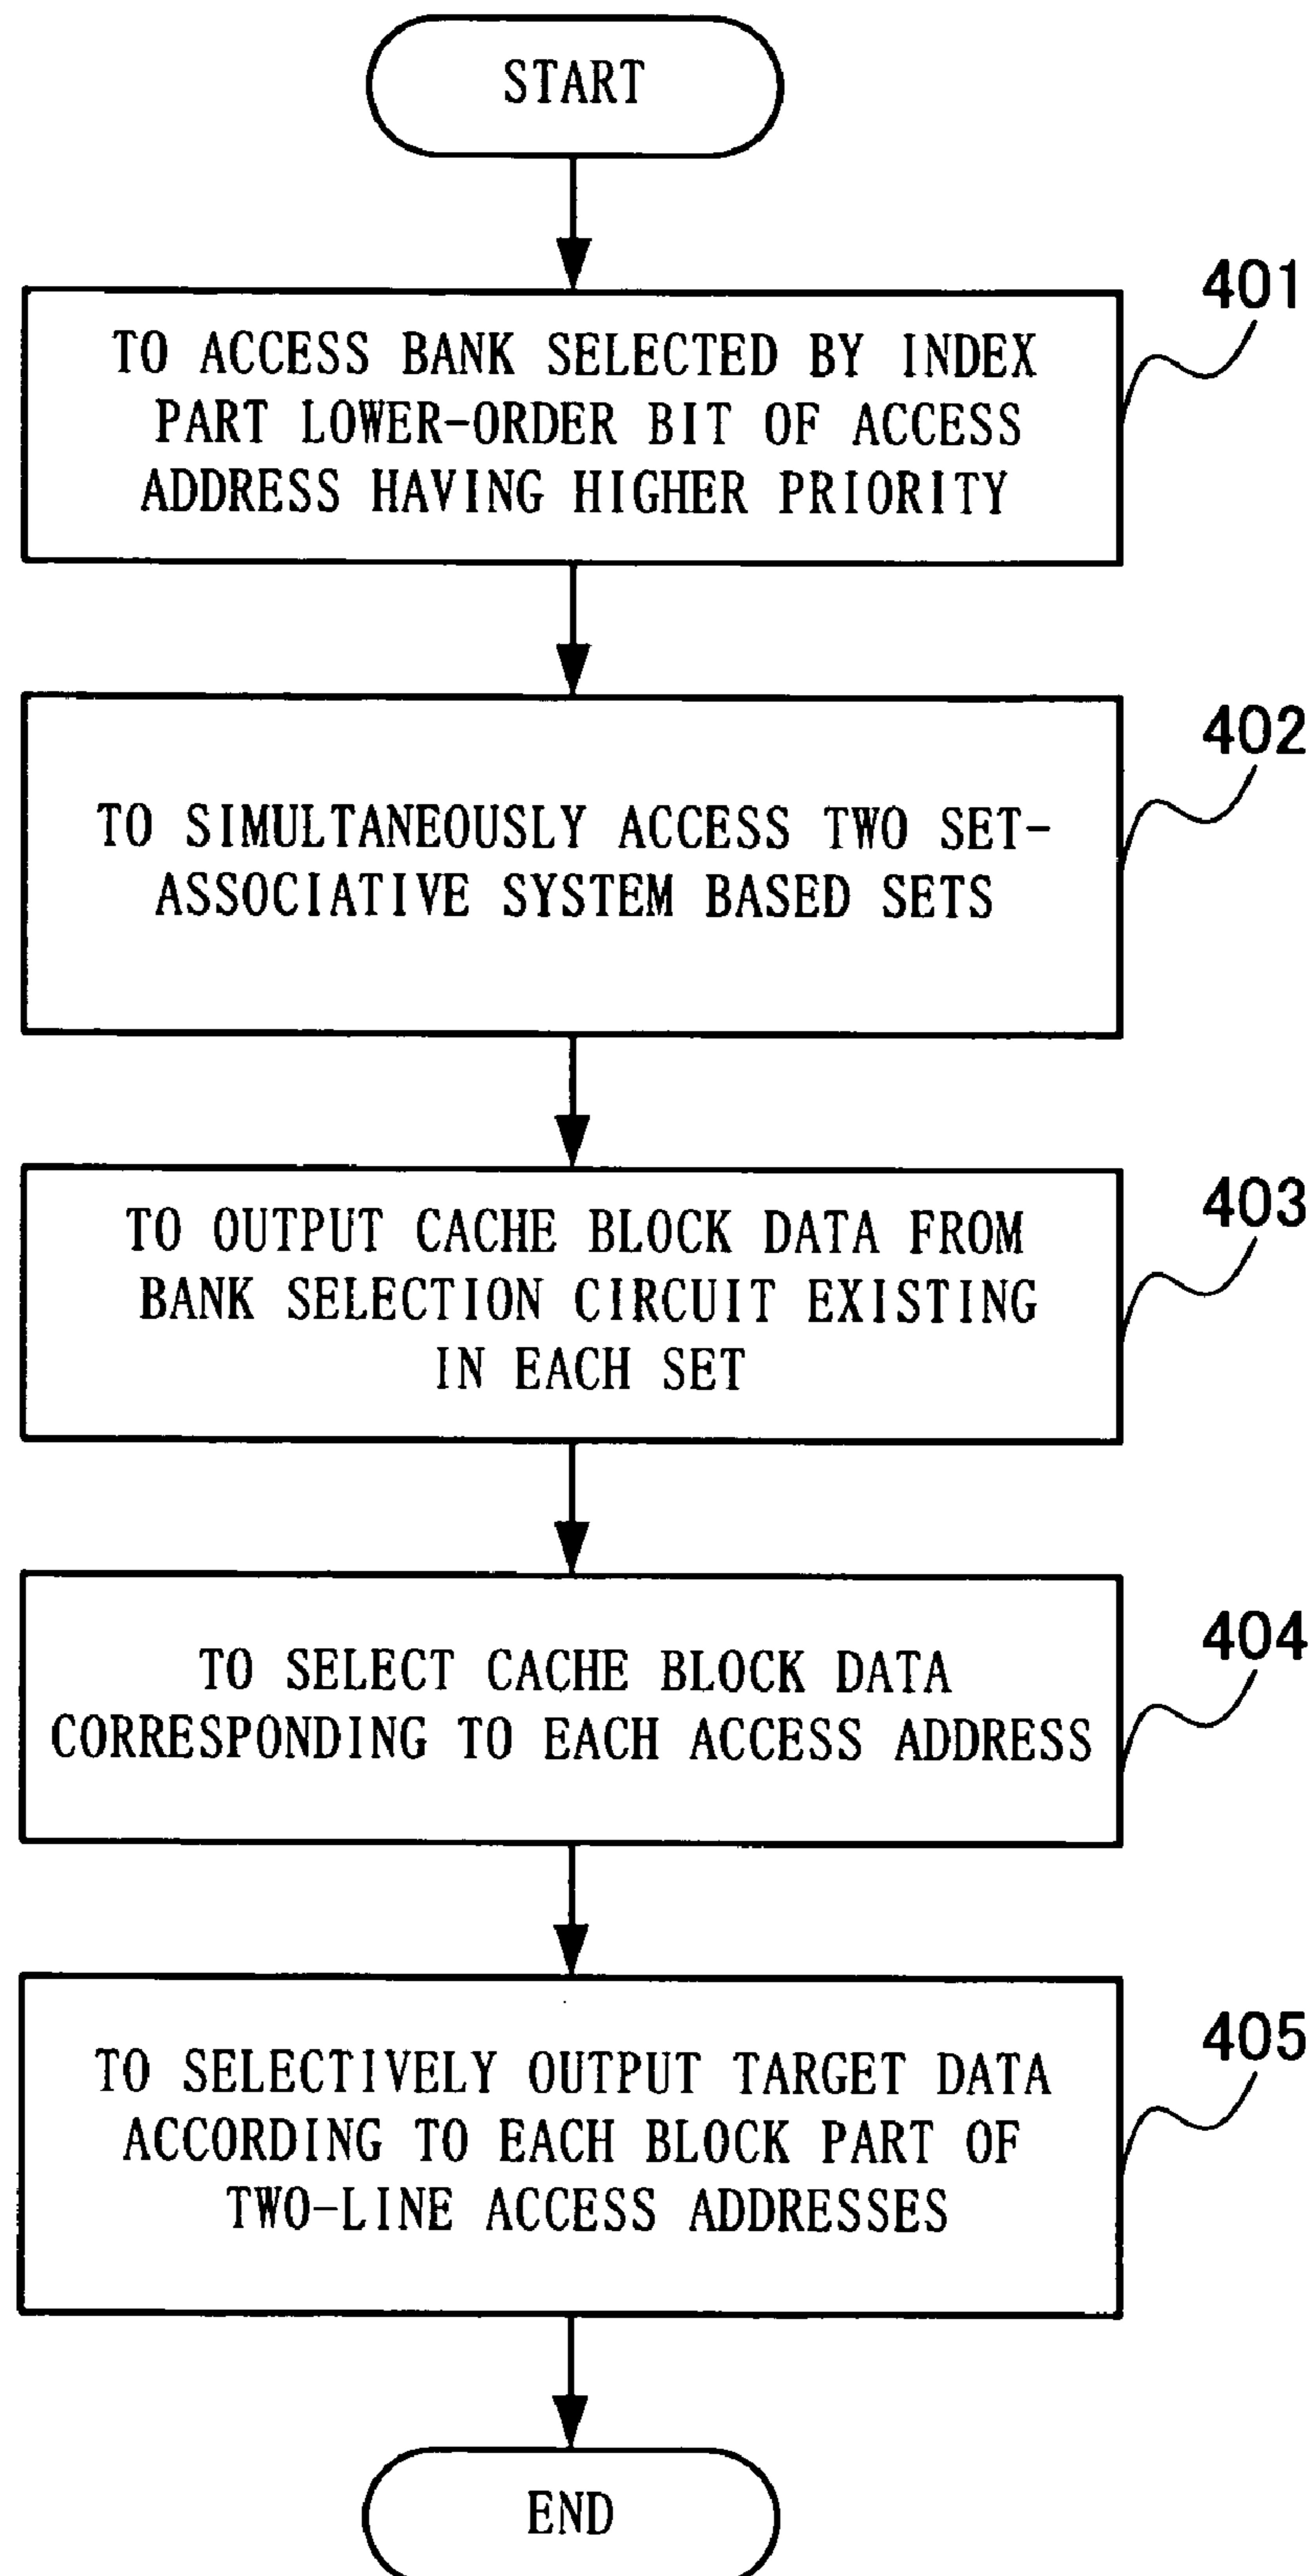 START
401
TO ACCESS BANK SELECTED BY INDEX
PART LOWER-ORDER BIT OF ACCESS
ADDRESS HAVING HIGHER PRIORITY
402
TO SIMULTANEOUSLY ACCESS TWO SET-
ASSOCIATIVE SYSTEM BASED SETS
403
TO OUTPUT CACHE BLOCK DATA FROM
BANK SELECTION CIRCUIT EXISTING
IN EACH SET
404
TO SELECT CACHE BLOCK DATA
CORRESPONDING TO EACH ACCESS ADDRESS
405
TO SELECTIVELY OUTPUT TARGET DATA
ACCORDING TO EACH BLOCK PART OF
TWO-LINE ACCESS ADDRESSES
END